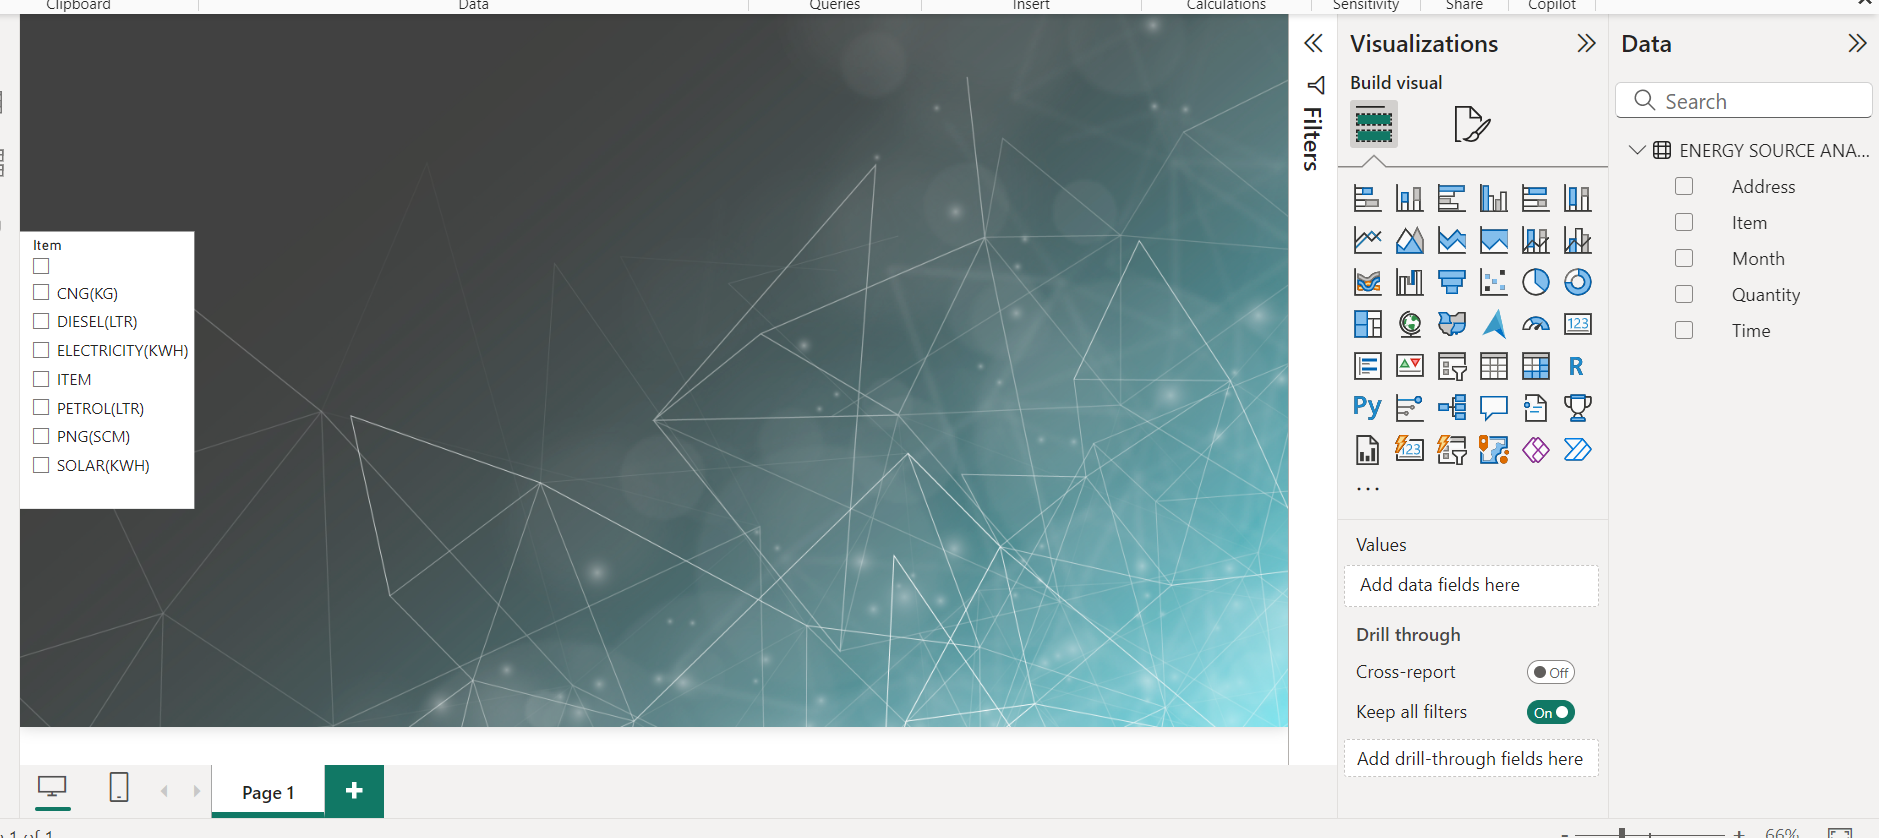 Clipboard Data Queries Insert Calculations Sensitivity Share Copilot
Item
CNG(KG)
DIESEL(LTR)
ELECTRICITY(KWH)
ITEM
PETROL(LTR)
PNG(SCM)
SOLAR(KWH)
Filters
Visualizations
Build visual
123
R
Py
123
...
Values
Add data fields here
Drill through
Cross-report Off
Keep all filters On
Add drill-through fields here
Data
Search
ENERGY SOURCE ANA...
Address
Item
Month
Quantity
Time
Page 1
1 of 1
- + 66%